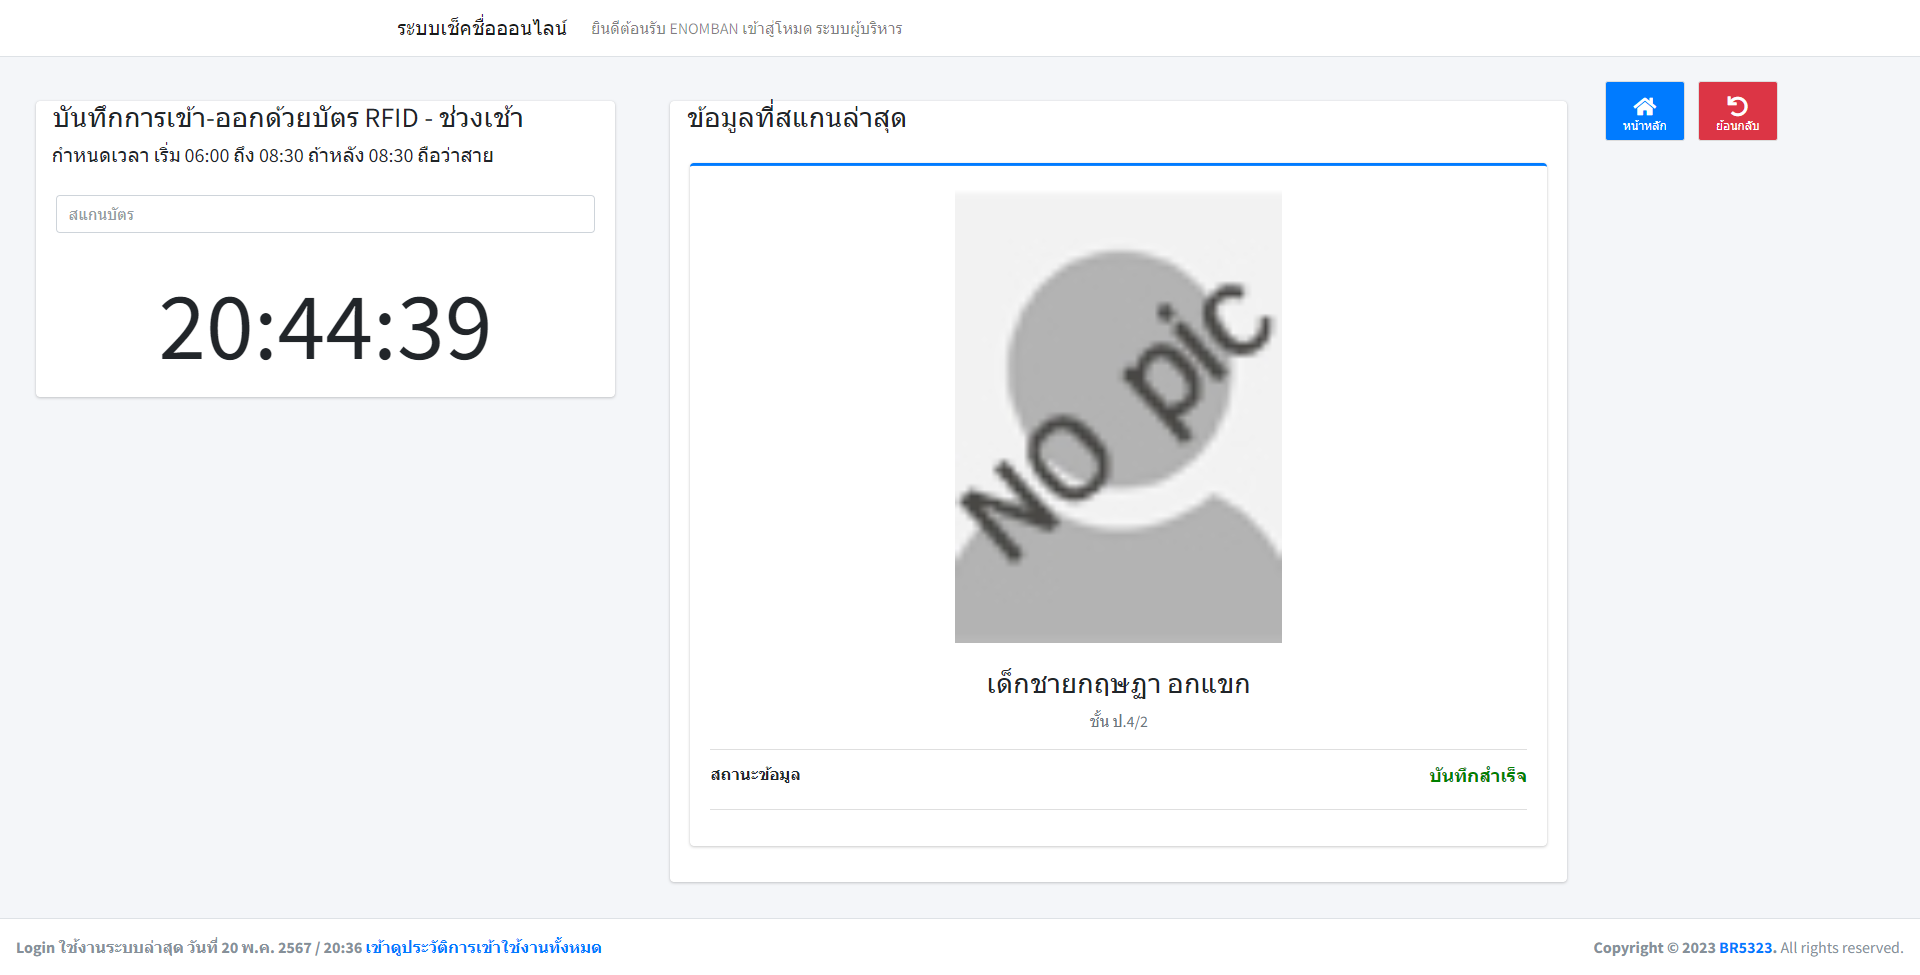 ระบบเช็คชื่อออนไลน์ ยินดีต้อนรับ ENOMBAN เข้าสู่โหมด ระบบผู้บริหาร
บันทึกการเข้า-ออกด้วยบัตร RFID - ช่วงเช้า
กำหนดเวลา เริ่ม 06:00 ถึง 08:30 ถ้าหลัง 08:30 ถือว่าสาย
สแกนบัตร
20:44:39
ข้อมูลที่สแกนล่าสุด
NO pic
เด็กชายกฤษฏา อกแขก
ชั้น ป.4/2
สถานะข้อมูล บันทึกสำเร็จ
หน้าหลัก
ย้อนกลับ
Login ใช้งานระบบล่าสุด วันที่ 20 พ.ค. 2567 / 20:36 เข้าดูประวัติการเข้าใช้งานทั้งหมด
Copyright © 2023 BR5323. All rights reserved.